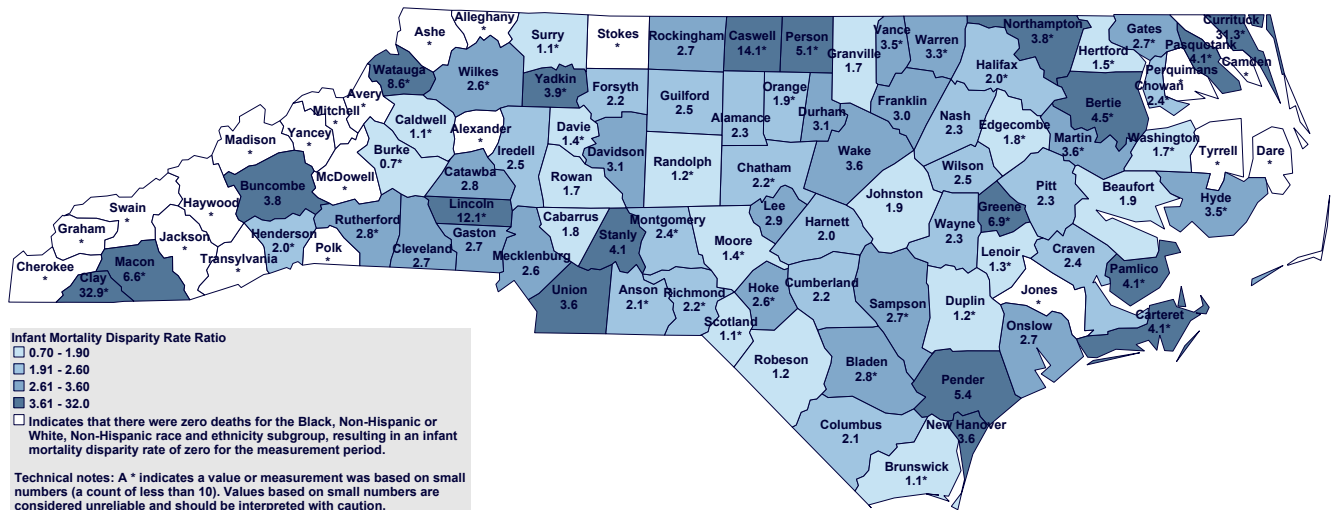 Ashe
*
Alleghany
*
Surry
1.1*
Stokes
*
Rockingham
2.7
Caswell
14.1*
Person
5.1*
Granville
1.7
Vance
3.5*
Warren
3.3*
Northampton
3.8*
Hertford
1.5*
Gates
2.7*
Currituck
31.3*
Pasquotank
4.1*
Camden
*
Perquimans
*
Chowan
2.4*
Halifax
2.0*
Bertie
4.5*
Watauga
8.6*
Wilkes
2.6*
Yadkin
3.9*
Forsyth
2.2
Guilford
2.5
Alamance
2.3
Orange
1.9*
Durham
3.1
Franklin
3.0
Nash
2.3
Edgecombe
1.8*
Martin
3.6*
Washington
1.7*
Tyrrell
*
Dare
*
Avery
*
Mitchell
*
Yancey
*
Madison
*
Caldwell
1.1*
Alexander
*
Davie
1.4*
Iredell
2.5
Davidson
3.1
Randolph
1.2*
Chatham
2.2*
Wake
3.6
Wilson
2.5
Pitt
2.3
Beaufort
1.9
Hyde
3.5*
Burke
0.7*
McDowell
*
Buncombe
3.8
Haywood
*
Swain
*
Graham
*
Cherokee
*
Clay
32.9*
Macon
6.6*
Jackson
*
Transylvania
*
Henderson
2.0*
Polk
*
Rutherford
2.8*
Cleveland
2.7
Catawba
2.8
Lincoln
12.1*
Gaston
2.7
Mecklenburg
2.6
Rowan
1.7
Cabarrus
1.8
Stanly
4.1
Montgomery
2.4*
Moore
1.4*
Lee
2.9
Harnett
2.0
Johnston
1.9
Wayne
2.3
Greene
6.9*
Lenoir
1.3*
Craven
2.4
Pamlico
4.1*
Jones
*
Carteret
4.1*
Onslow
2.7
Union
3.6
Anson
2.1*
Richmond
2.2*
Scotland
1.1*
Hoke
2.6*
Cumberland
2.2
Sampson
2.7*
Duplin
1.2*
Robeson
1.2
Bladen
2.8*
Pender
5.4
New Hanover
3.6
Columbus
2.1
Brunswick
1.1*
Infant Mortality Disparity Rate Ratio
0.70 - 1.90
1.91 - 2.60
2.61 - 3.60
3.61 - 32.0
Indicates that there were zero deaths for the Black, Non-Hispanic or
White, Non-Hispanic race and ethnicity subgroup, resulting in an infant
mortality disparity rate of zero for the measurement period.
Technical notes: A * indicates a value or measurement was based on small
numbers (a count of less than 10). Values based on small numbers are
considered unreliable and should be interpreted with caution.